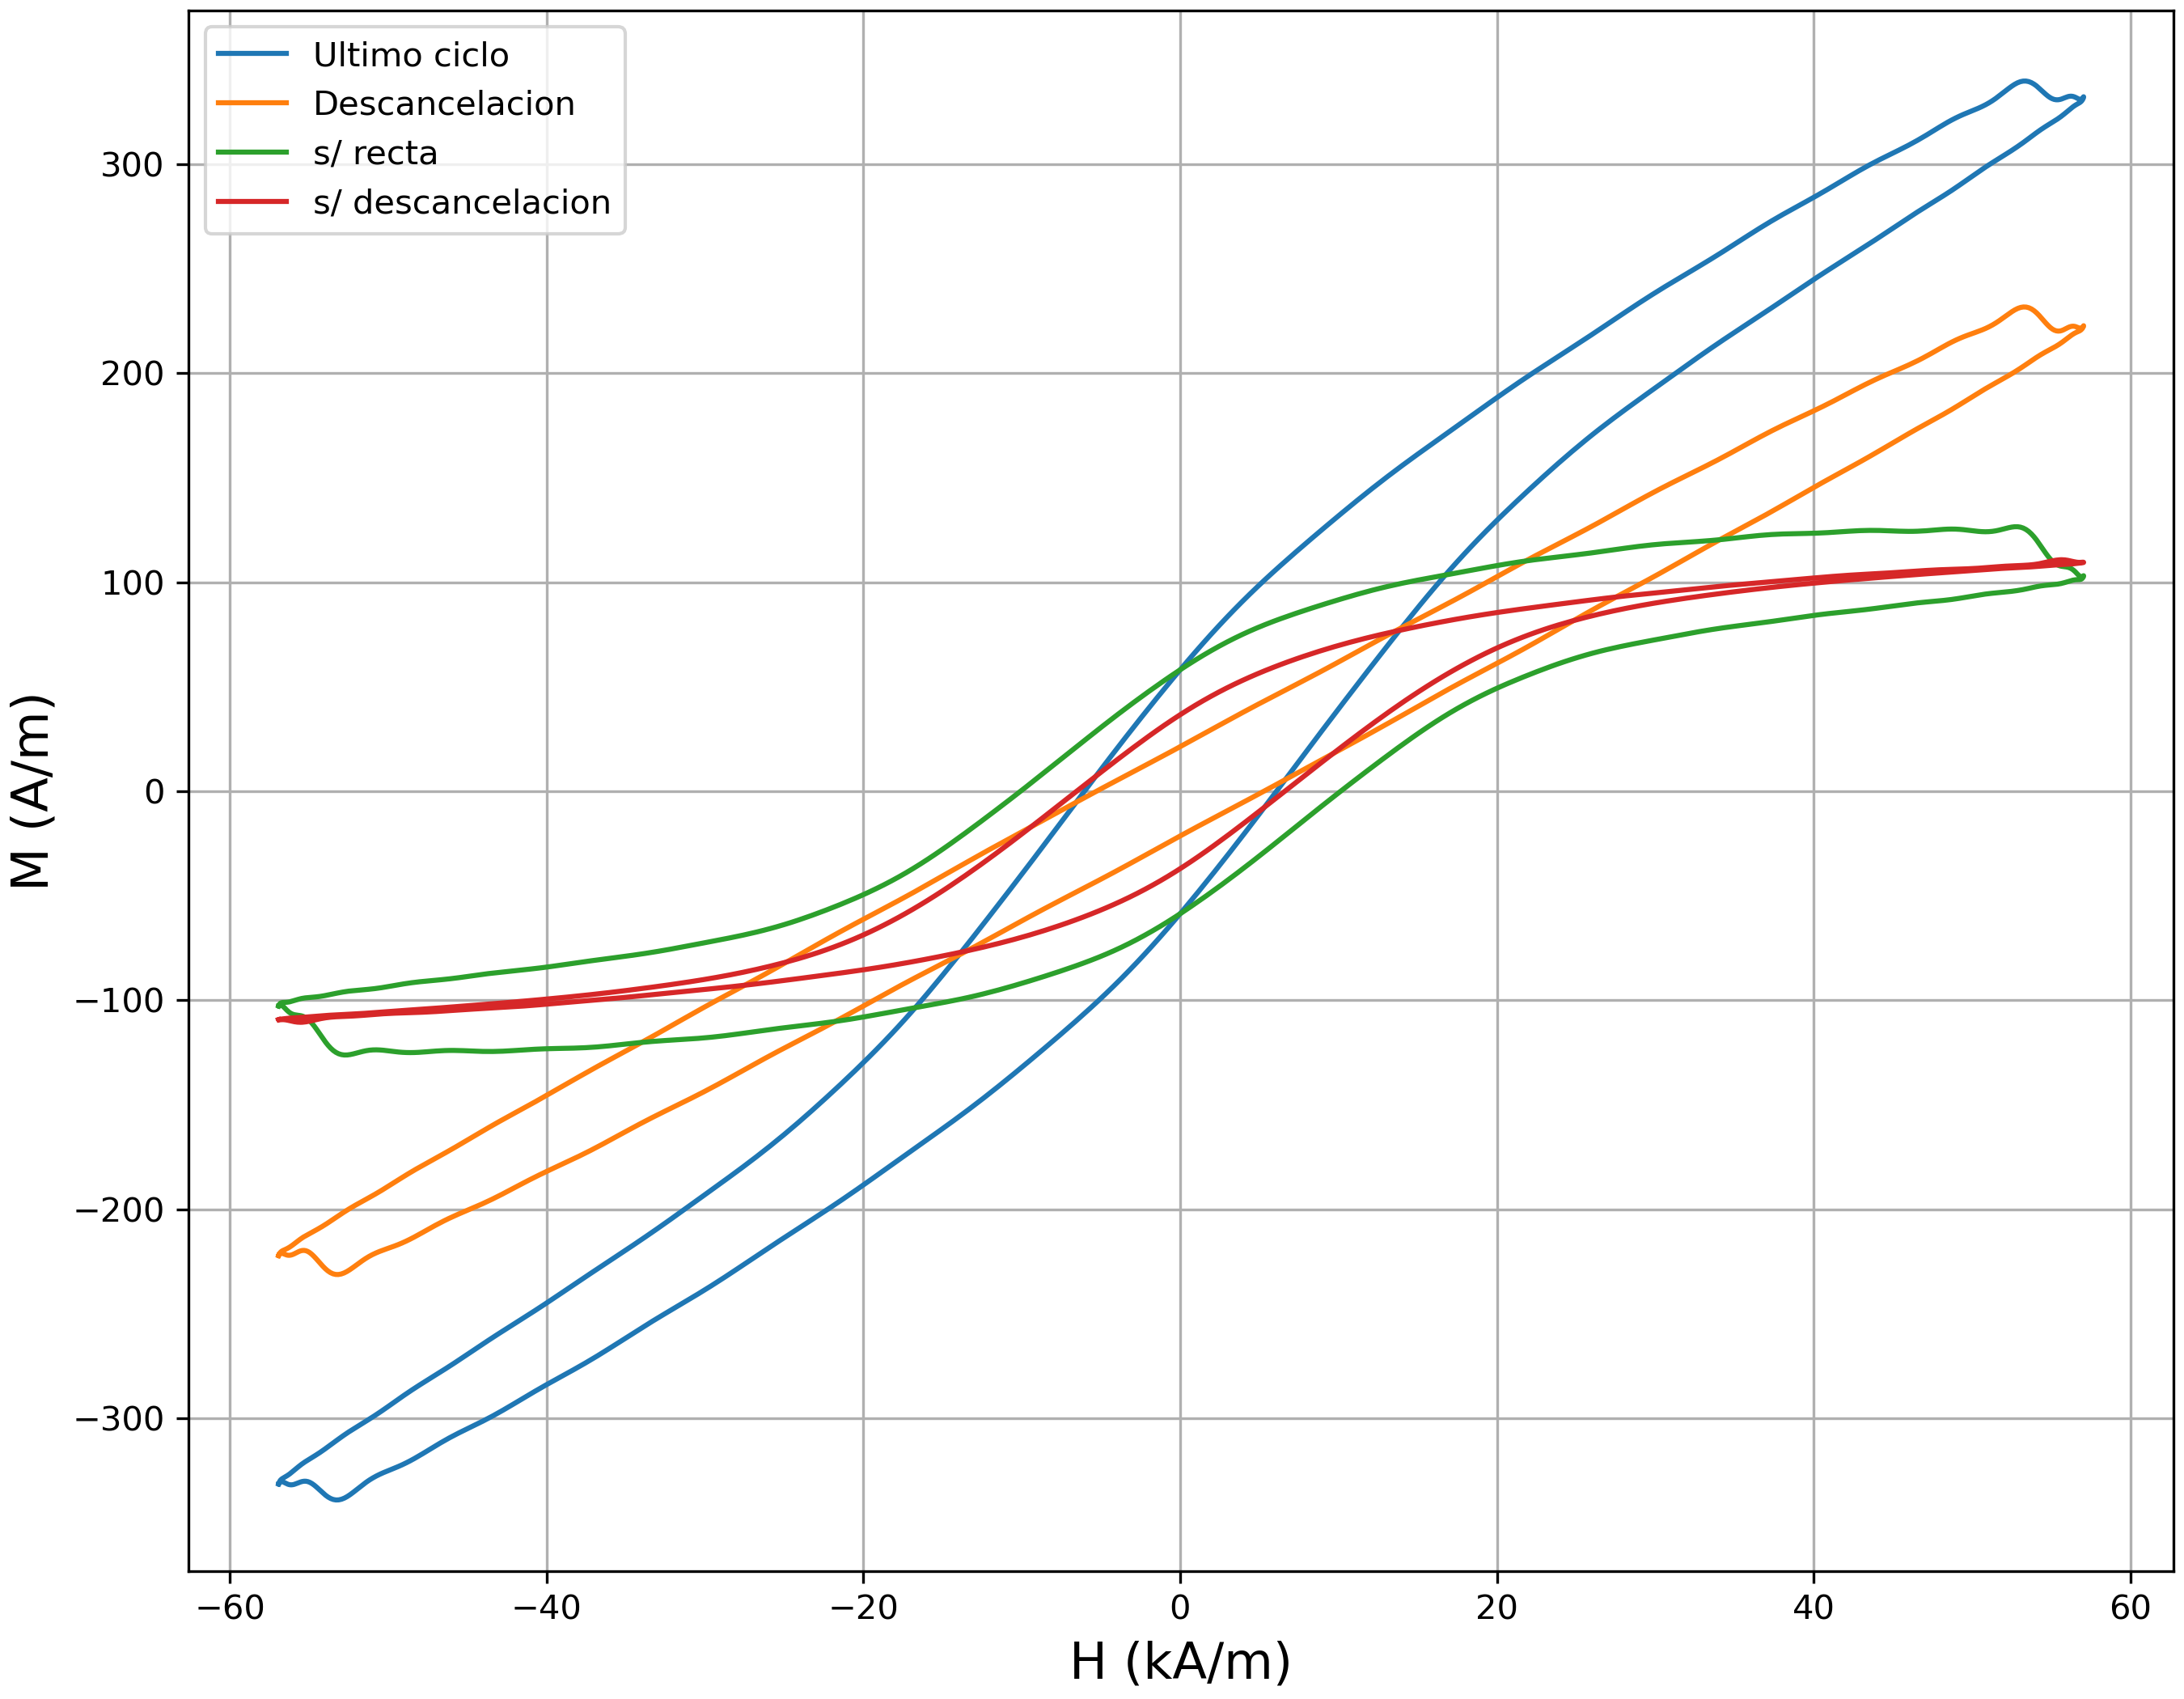 Ultimo ciclo
Descancelacion
s/ recta
s/ descancelacion
300
200
100
0
−100
−200
−300
M (A/m)
−60 −40 −20 0 20 40 60
H (kA/m)